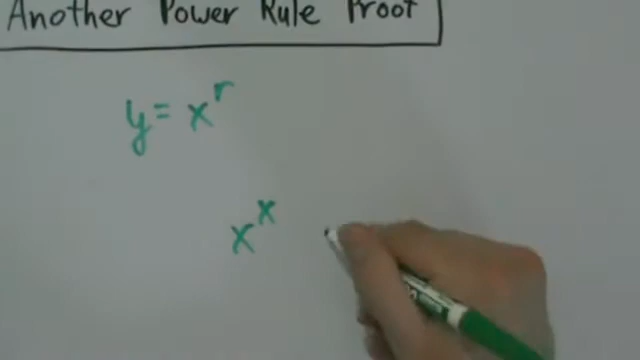 Another Power Rule Proof
y = x^r
x^x